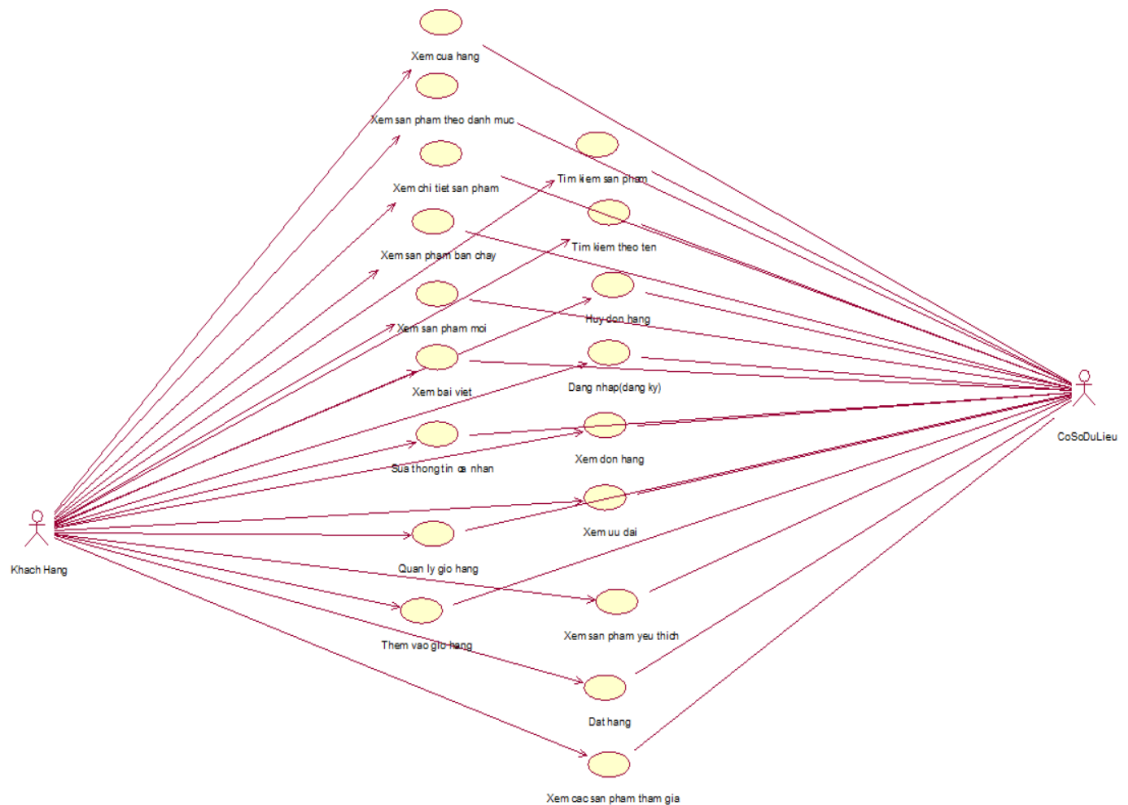 Xem cua hang
Xem san pham theo danh muc
Tim kiem san pham
Xem chi tiet san pham
Tim kiem theo ten
Xem san pham ban chay
Huy don hang
Xem san pham moi
Dang nhap(dang ky)
Xem bai viet
CoSoDuLieu
Xem don hang
Sua thong tin ca nhan
Xem uu dai
Khach Hang
Quan ly gio hang
Xem san pham yeu thich
Them vao gio hang
Dat hang
Xem cac san pham tham gia